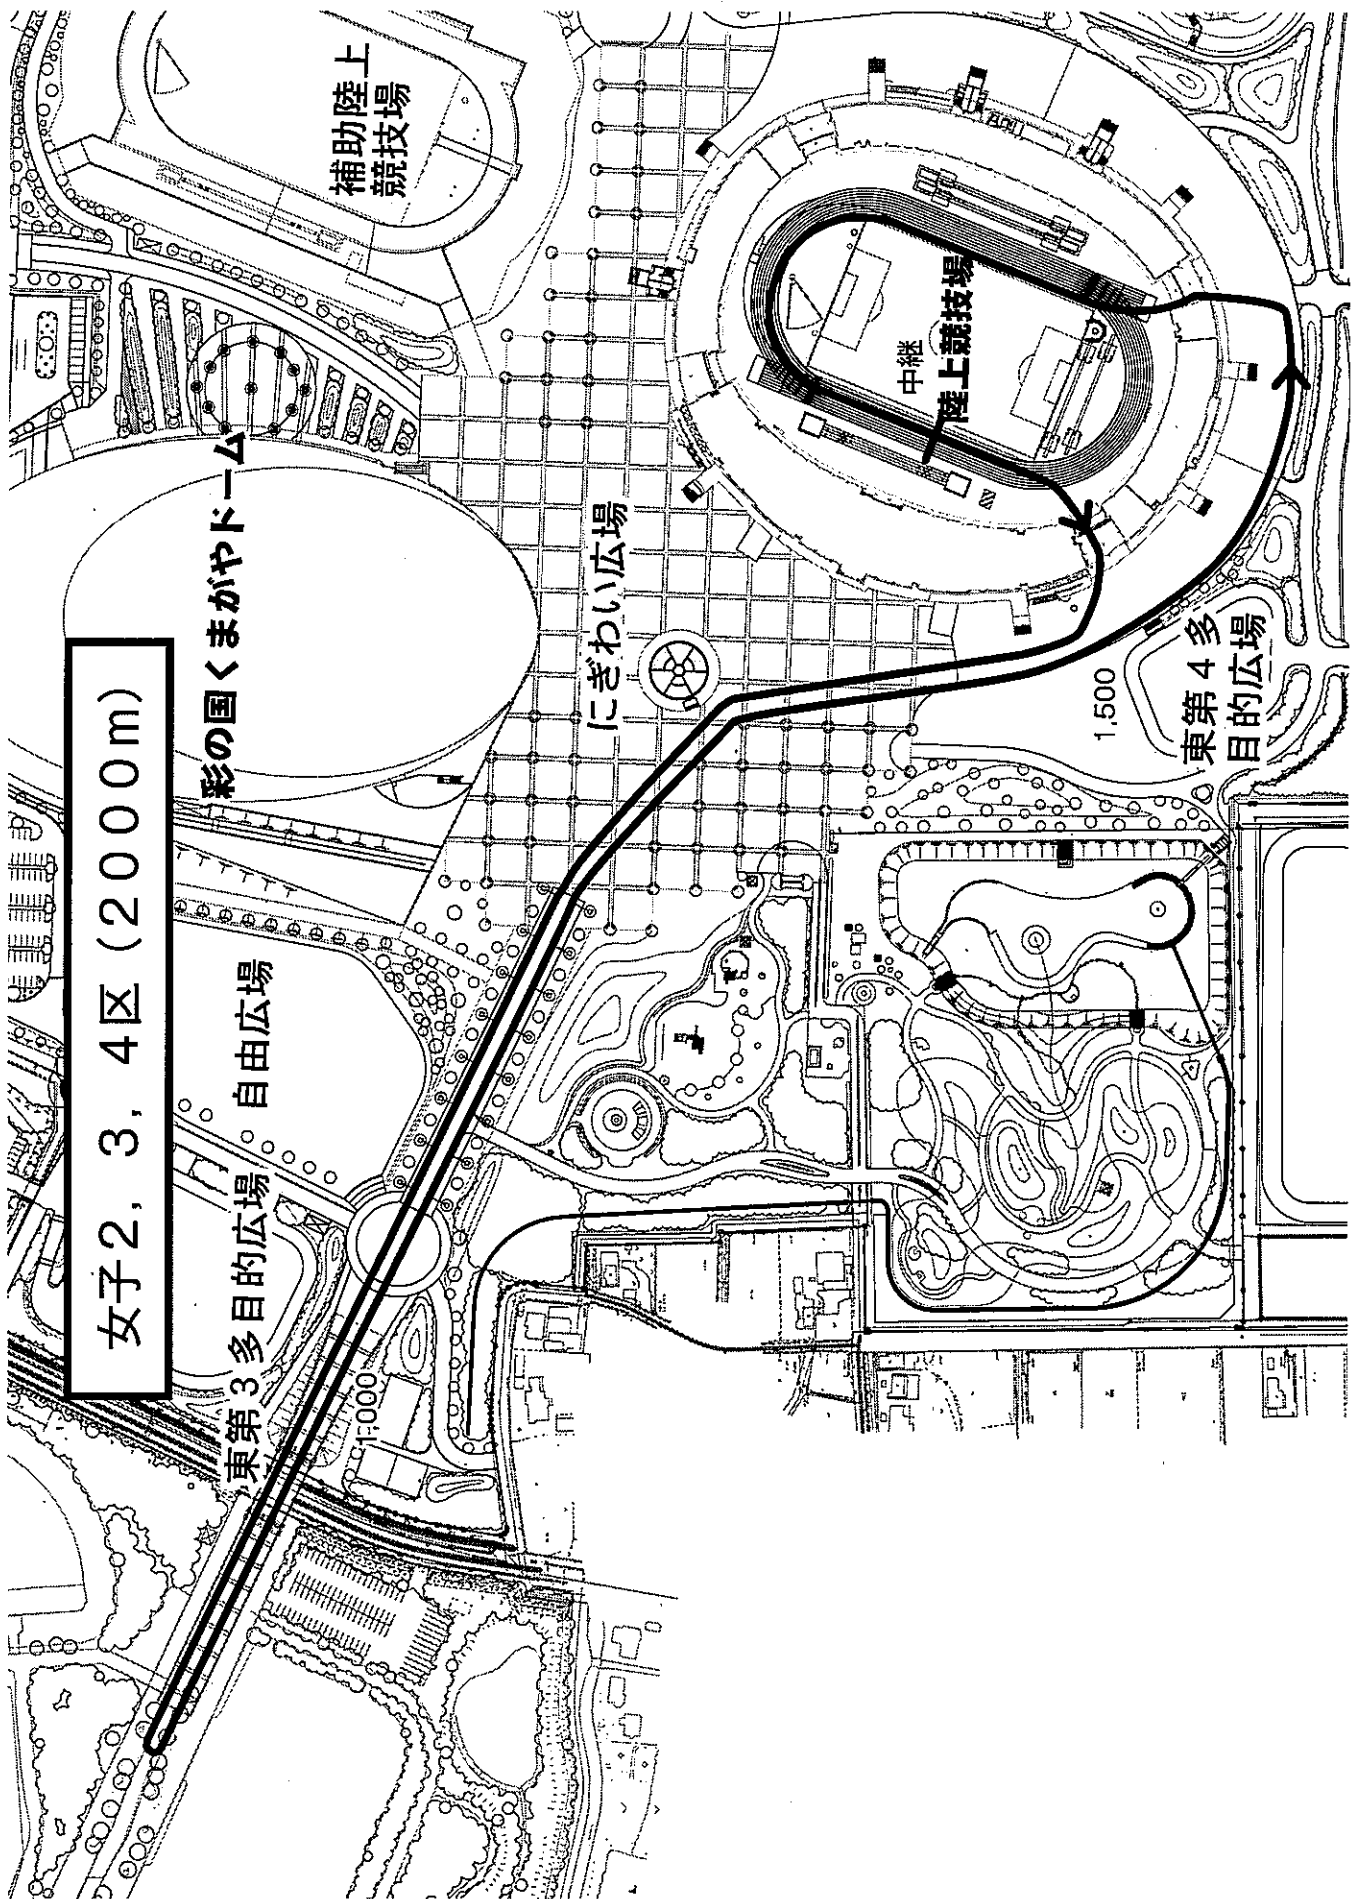 女子2,3,4区(2000m)
補助陸上
競技場
彩の国くまがやドーム
にぎわい広場
中継
陸上競技場
自由広場
東第3多目的広場
1,000
1,500
東第4多
目的広場